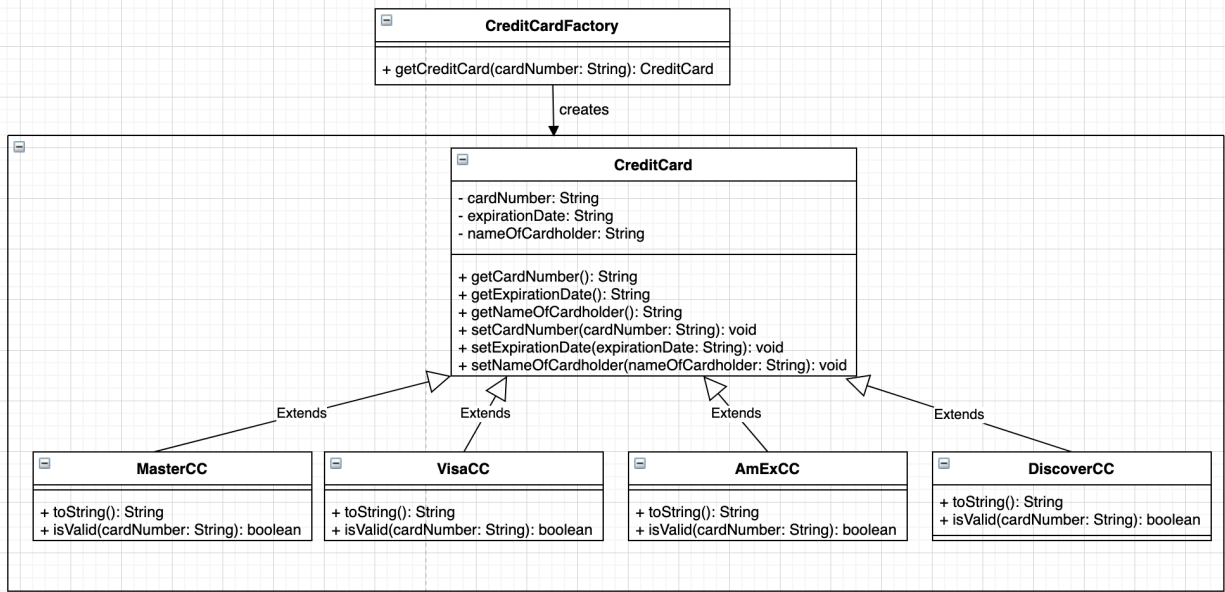 CreditCardFactory
+ getCreditCard(cardNumber: String): CreditCard
creates
CreditCard
- cardNumber: String
- expirationDate: String
- nameOfCardholder: String
+ getCardNumber(): String
+ getExpirationDate(): String
+ getNameOfCardholder(): String
+ setCardNumber(cardNumber: String): void
+ setExpirationDate(expirationDate: String): void
+ setNameOfCardholder(nameOfCardholder: String): void
Extends
Extends
Extends
Extends
MasterCC
+ toString(): String
+ isValid(cardNumber: String): boolean
VisaCC
+ toString(): String
+ isValid(cardNumber: String): boolean
AmExCC
+ toString(): String
+ isValid(cardNumber: String): boolean
DiscoverCC
+ toString(): String
+ isValid(cardNumber: String): boolean